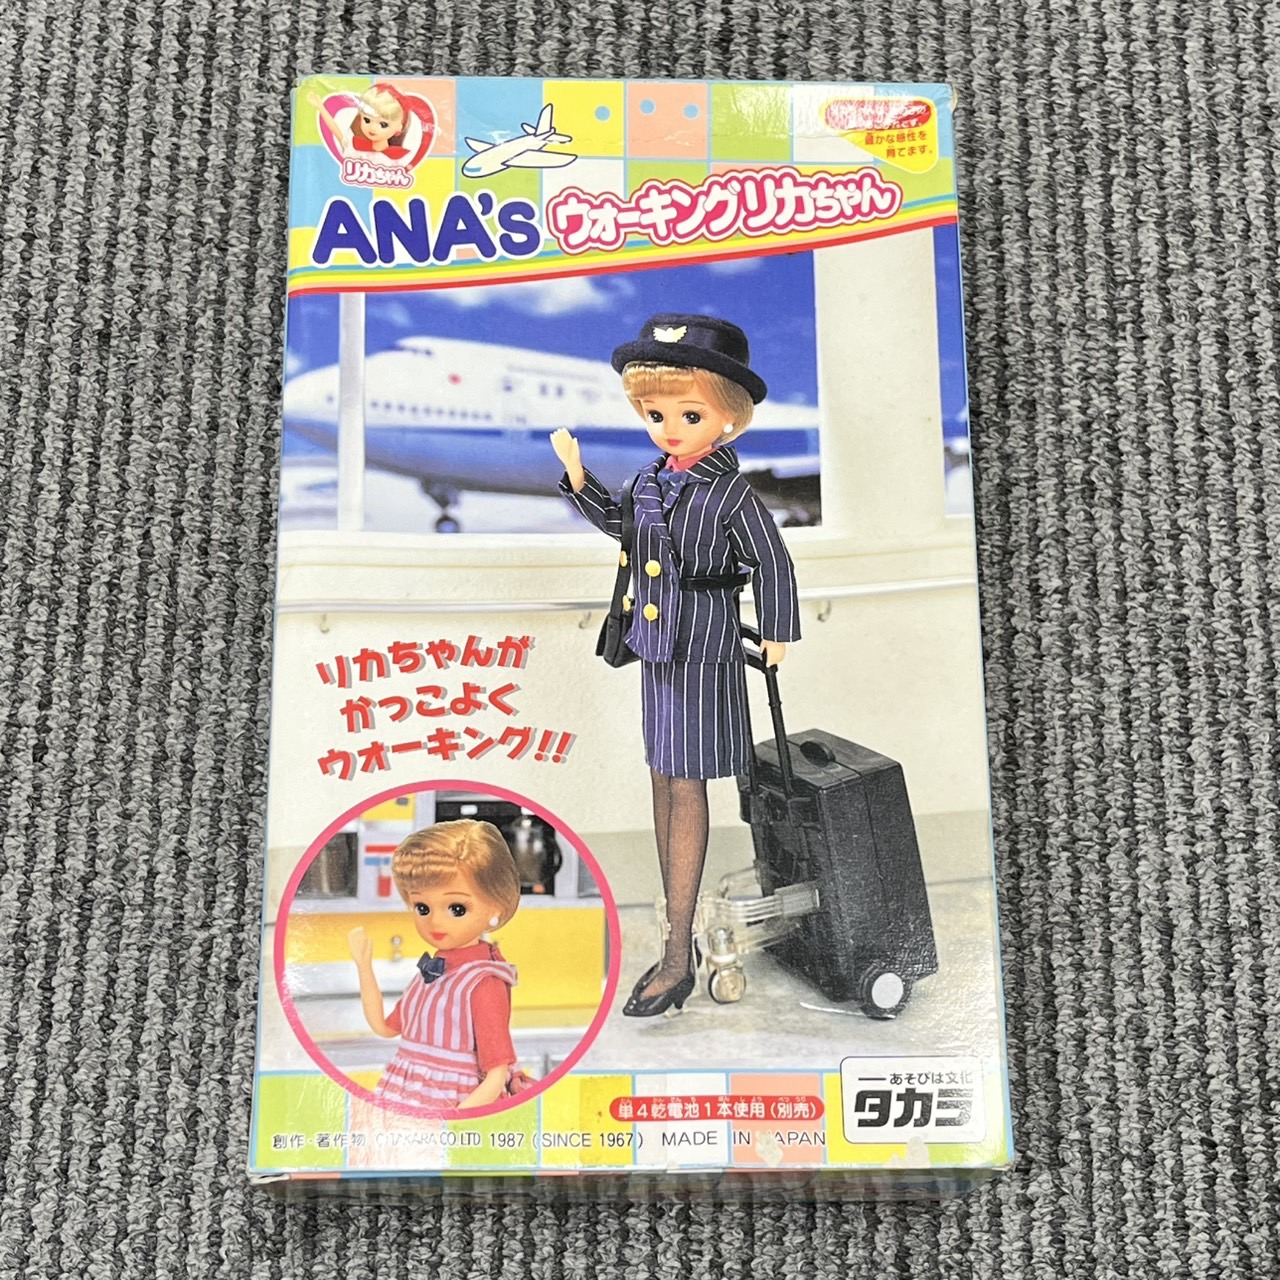 リカちゃん
豊かな感性を
育てます。
ANA's ウォーキングリカちゃん
リカちゃんが
かっこよく
ウォーキング!!
単4乾電池1本使用(別売)
あそびは文化
タカラ
創作・著作物 ©TAKARA CO.LTD 1987 (SINCE 1967) MADE IN JAPAN